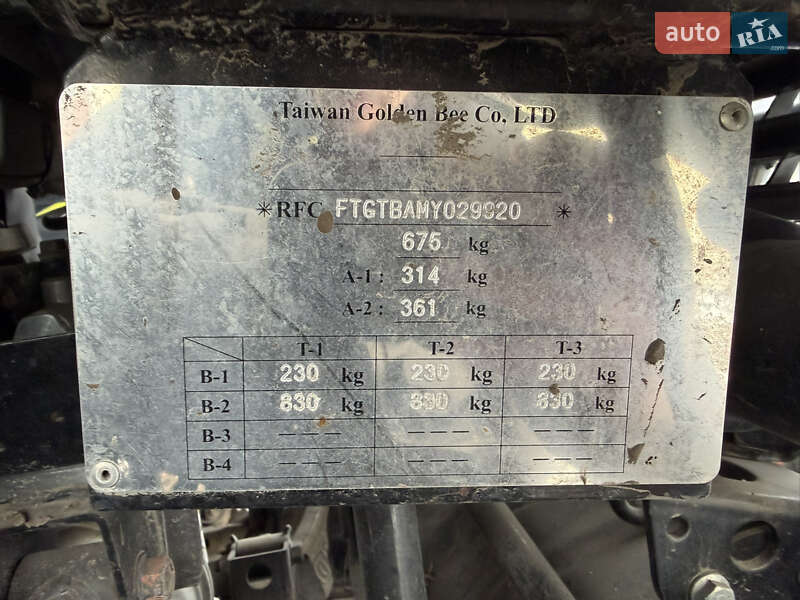 auto RIA.com
Taiwan Golden Bee Co, LTD
*RFC FTGTBAMY029920 *
675 kg
A-1 : 314 kg
A-2 : 361 kg
T-1 T-2 T-3
B-1 230 kg 230 kg 230 kg
B-2 830 kg 830 kg 830 kg
B-3 --- --- ---
B-4 --- --- ---